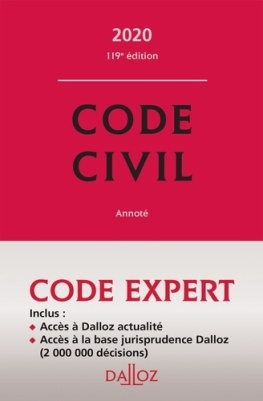 2020
119e édition
CODE
CIVIL
Annoté
CODE EXPERT
Inclus :
◆ Accès à Dalloz actualité
◆ Accès à la base jurisprudence Dalloz
(2 000 000 décisions)
DALLOZ